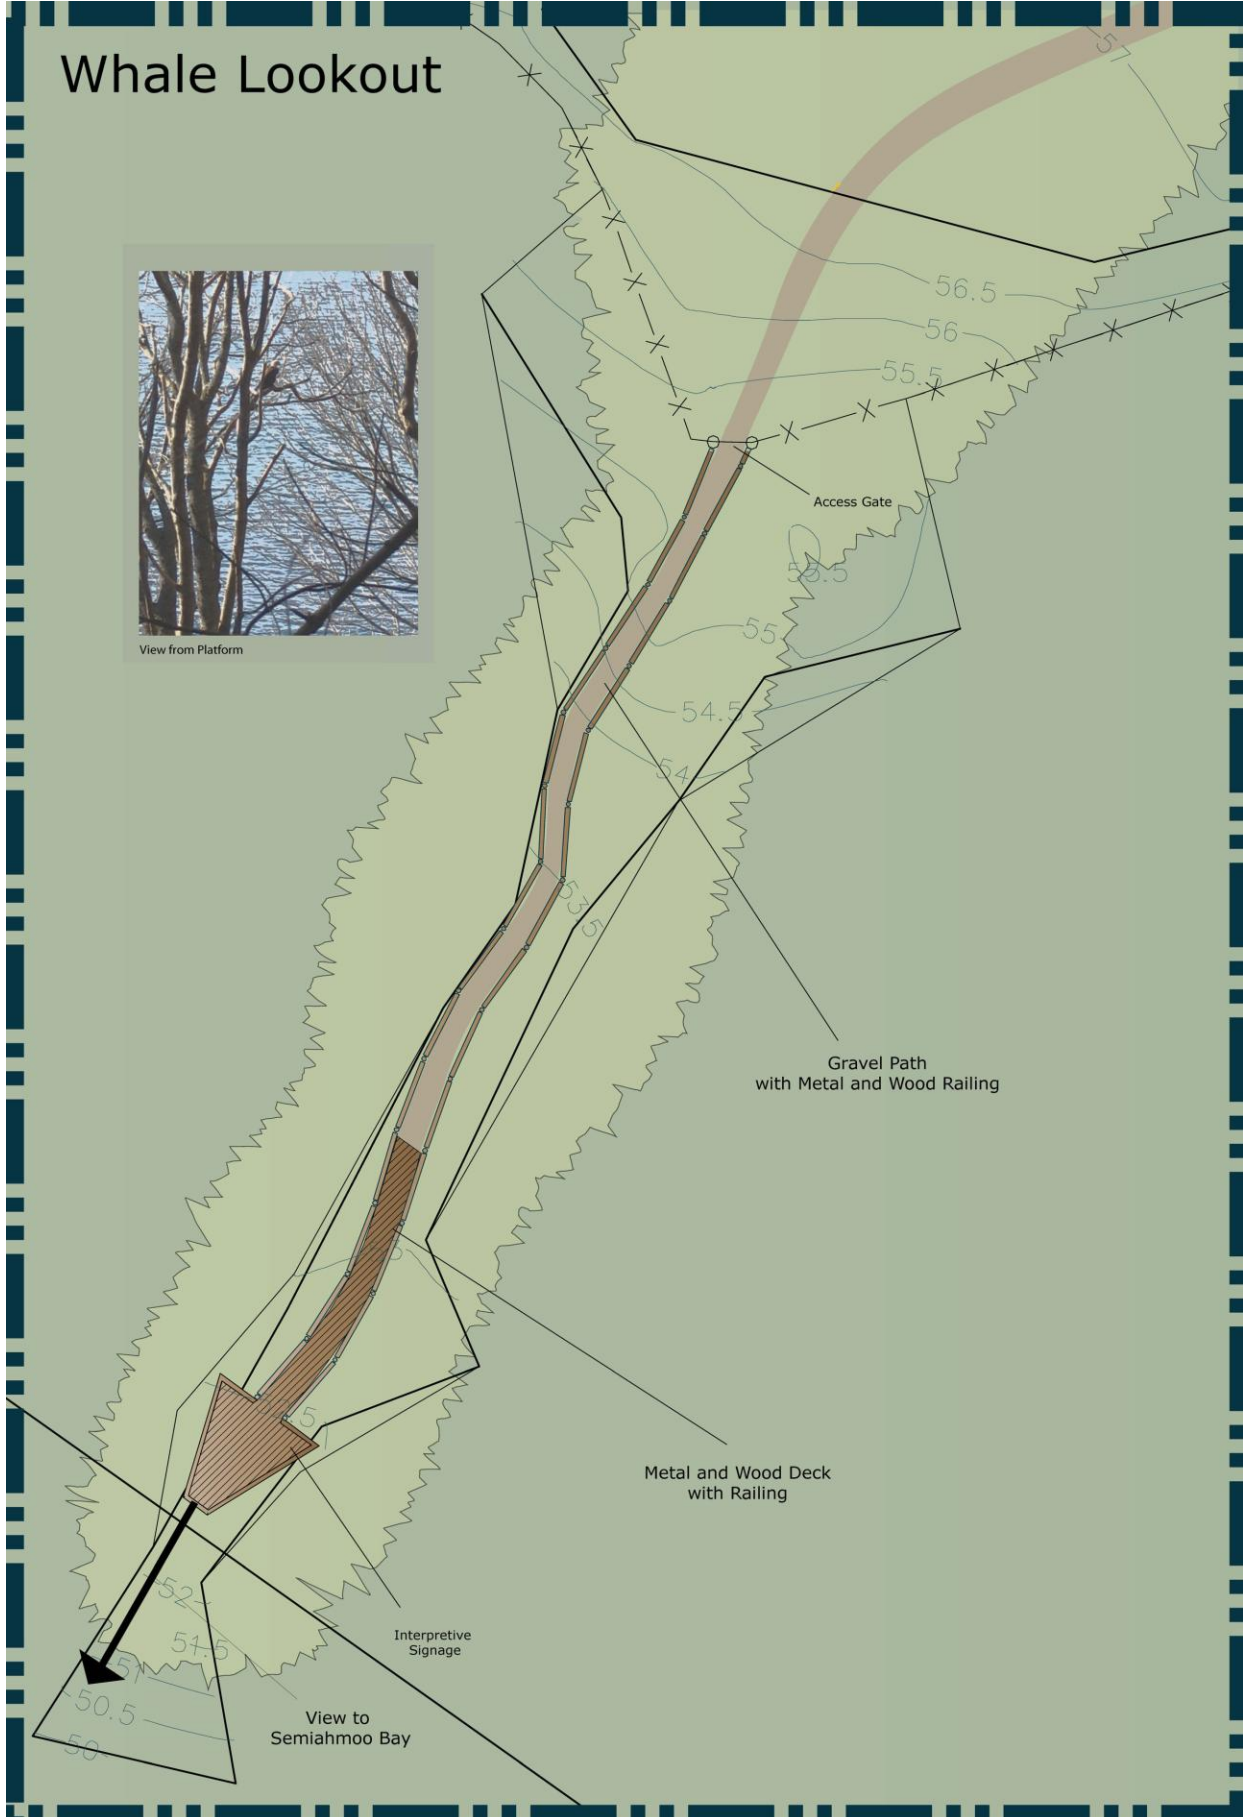 Whale Lookout
51
56.5
56
55.5
Access Gate
55.5
View from Platform
55
54.5
54
53.5
Gravel Path
with Metal and Wood Railing
Metal and Wood Deck
with Railing
52
51.5
Interpretive
Signage
51
50.5
View to
Semiahmoo Bay
50